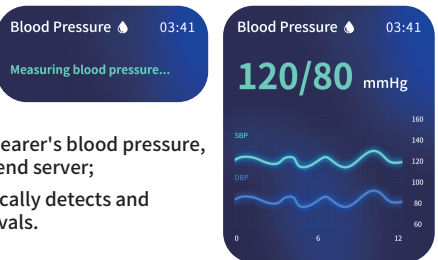 Blood Pressure 03:41
Measuring blood pressure...
earer's blood pressure,
end server;
cally detects and
vals.
Blood Pressure 03:41
120/80 mmHg
160
SBP
140
120
DBP
100
80
60
0 6 12